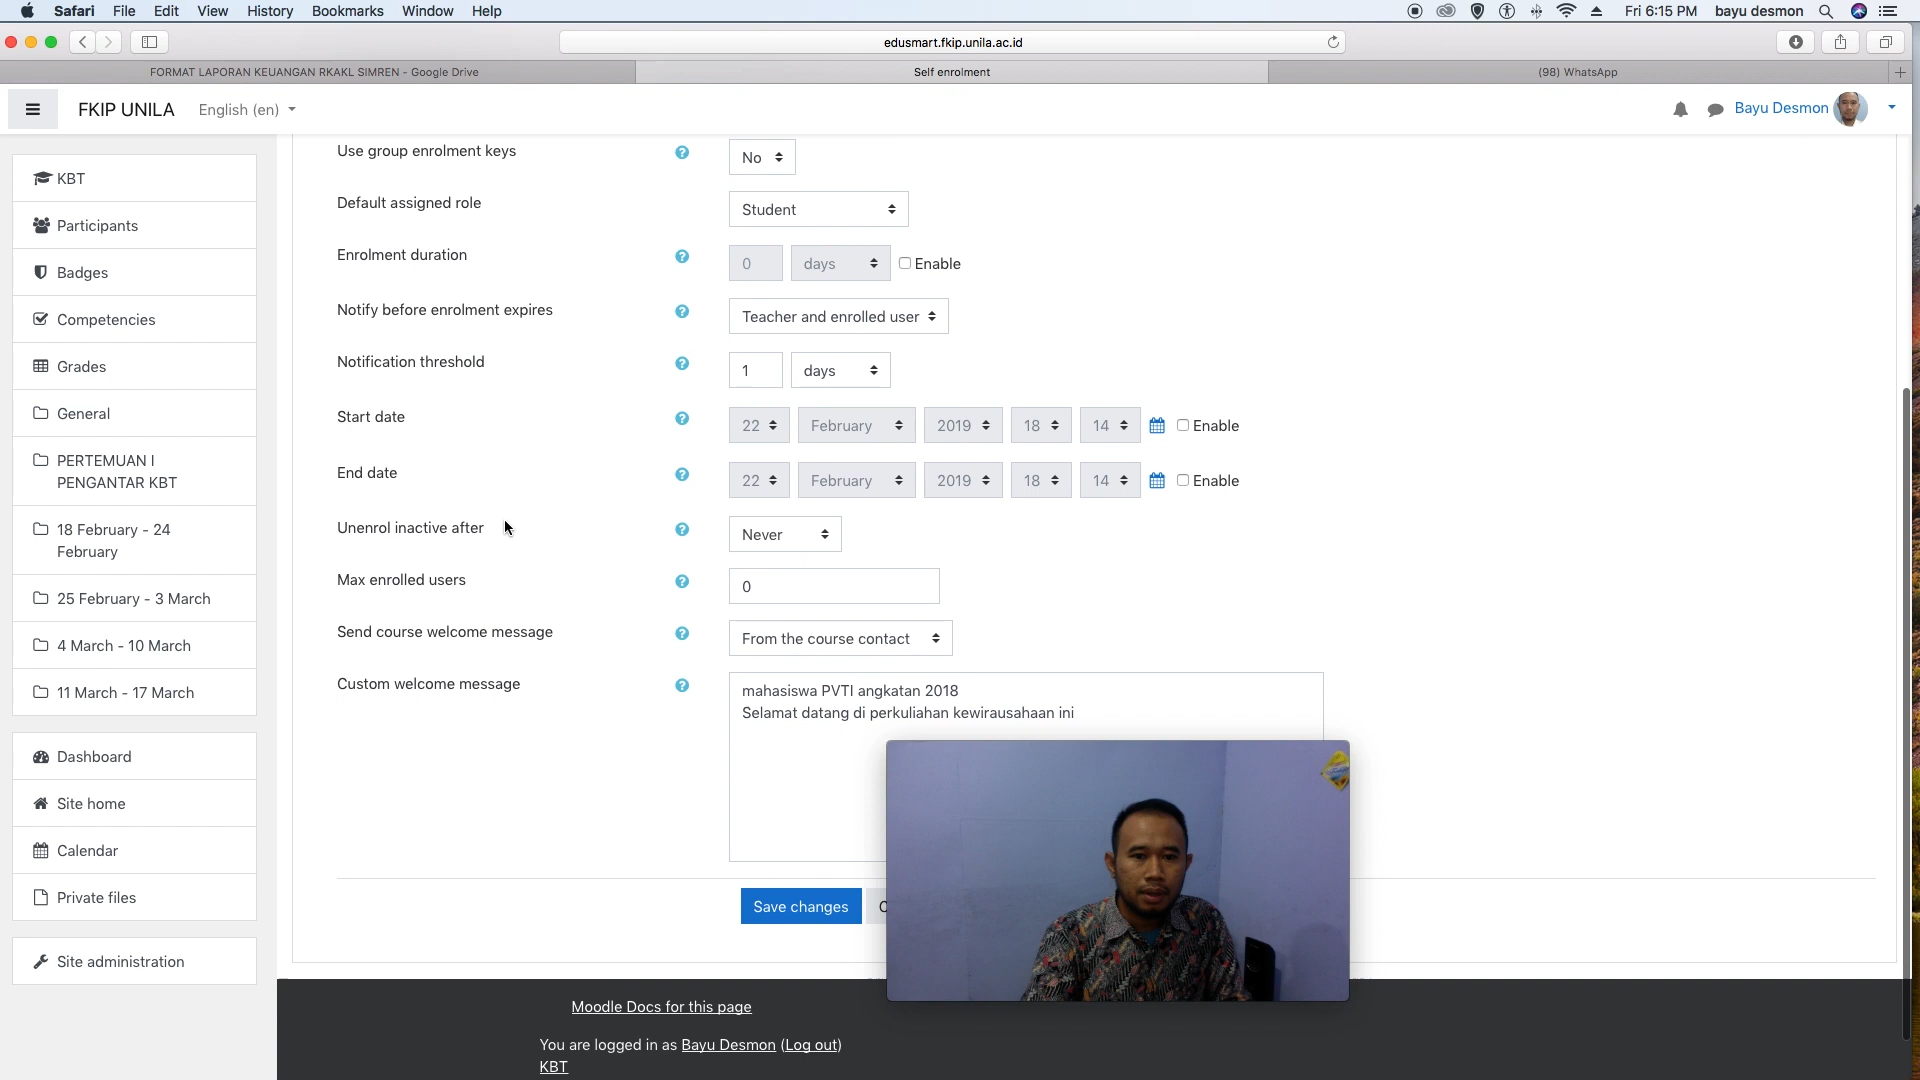 Safari File Edit View History Bookmarks Window Help
Fri 6:15 PM bayu desmon
edusmart.fkip.unila.ac.id
FORMAT LAPORAN KEUANGAN RKAKL SIMREN - Google Drive
Self enrolment
(98) WhatsApp
FKIP UNILA English (en)
Bayu Desmon
KBT
Participants
Badges
Competencies
Grades
General
PERTEMUAN I
PENGANTAR KBT
18 February - 24
February
25 February - 3 March
4 March - 10 March
11 March - 17 March
Dashboard
Site home
Calendar
Private files
Site administration
Use group enrolment keys ? No
Default assigned role Student
Enrolment duration ? 0 days Enable
Notify before enrolment expires ? Teacher and enrolled user
Notification threshold ? 1 days
Start date ? 22 February 2019 18 14 Enable
End date ? 22 February 2019 18 14 Enable
Unenrol inactive after ? Never
Max enrolled users ? 0
Send course welcome message ? From the course contact
Custom welcome message ? mahasiswa PVTI angkatan 2018
Selamat datang di perkuliahan kewirausahaan ini
Save changes
Moodle Docs for this page
You are logged in as Bayu Desmon (Log out)
KBT